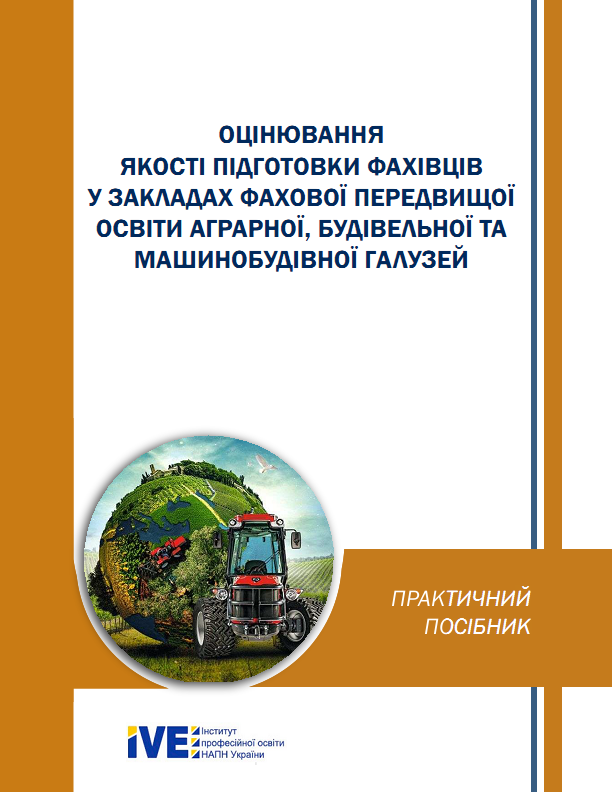 ОЦІНЮВАННЯ
ЯКОСТІ ПІДГОТОВКИ ФАХІВЦІВ
У ЗАКЛАДАХ ФАХОВОЇ ПЕРЕДВИЩОЇ
ОСВІТИ АГРАРНОЇ, БУДІВЕЛЬНОЇ ТА
МАШИНОБУДІВНОЇ ГАЛУЗЕЙ
ПРАКТИЧНИЙ
ПОСІБНИК
IVE
Інститут
професійної освіти
НАПН України